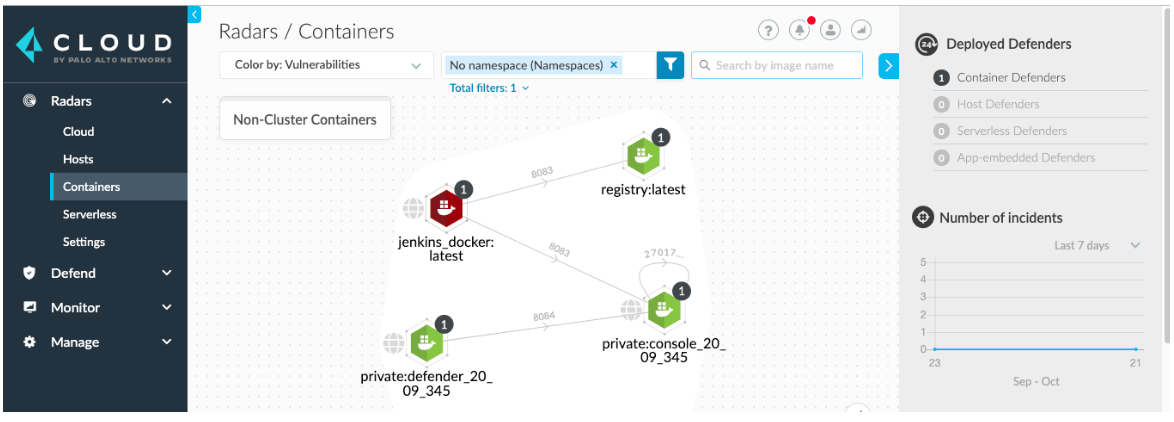 CLOUD
BY PALO ALTO NETWORKS
Radars
Cloud
Hosts
Containers
Serverless
Settings
Defend
Monitor
Manage
Radars / Containers
?
Color by: Vulnerabilities
No namespace (Namespaces) ×
Search by image name
Total filters: 1
Non-Cluster Containers
1
registry:latest
8083
1
jenkins_docker:
latest
8083
27017...
1
private:console_20_
09_345
8084
1
private:defender_20_
09_345
24+
Deployed Defenders
1 Container Defenders
0 Host Defenders
0 Serverless Defenders
0 App-embedded Defenders
Number of incidents
Last 7 days
5
4
3
2
1
0
23 21
Sep - Oct